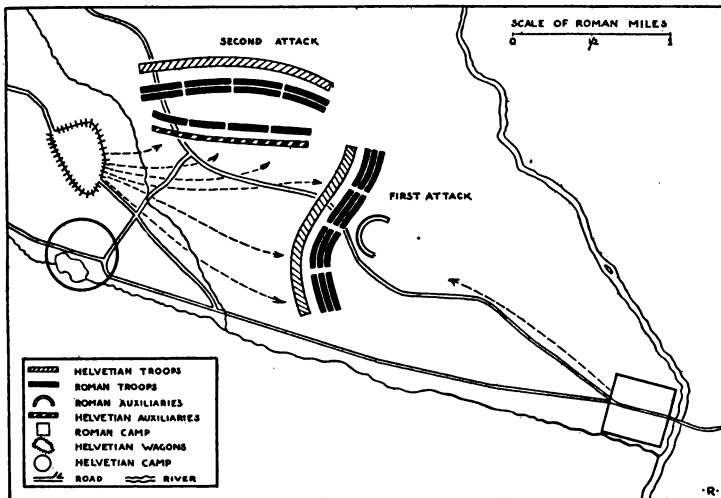 SECOND ATTACK
SCALE OF ROMAN MILES
0 1/2 1
FIRST ATTACK
HELVETIAN TROOPS
ROMAN TROOPS
ROMAN AUXILIARIES
HELVETIAN AUXILIARIES
ROMAN CAMP
HELVETIAN WAGONS
HELVETIAN CAMP
ROAD RIVER
·R·